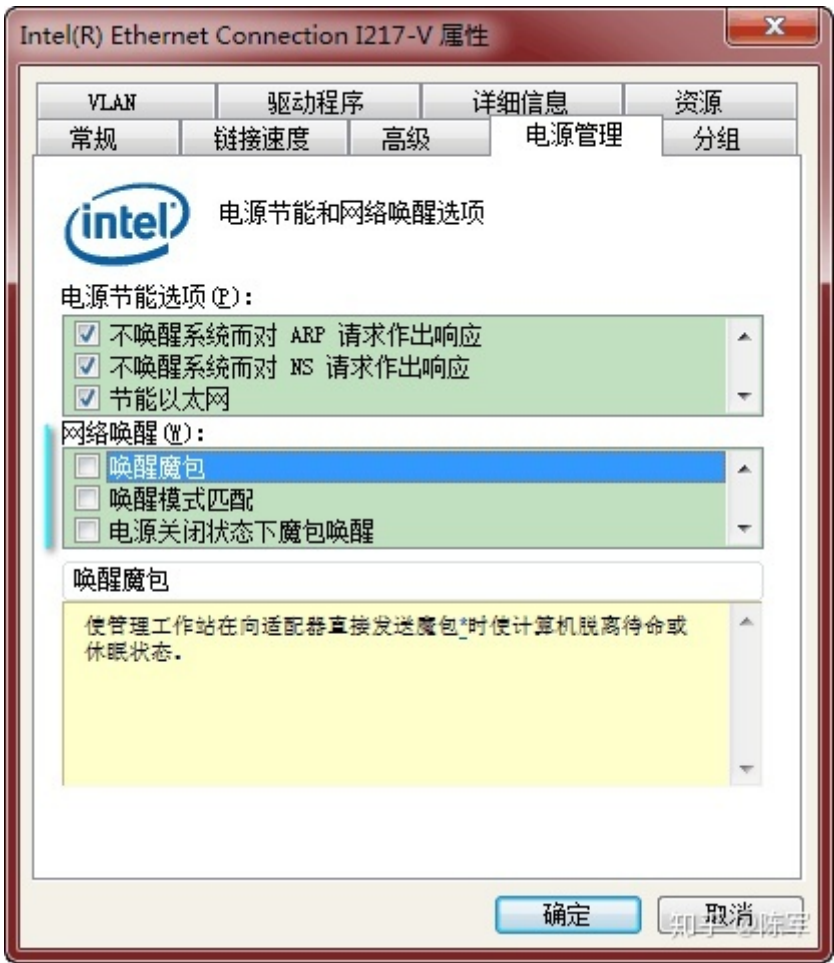 Intel(R) Ethernet Connection I217-V 属性
VLAN 驱动程序 详细信息 资源
常规 链接速度 高级 电源管理 分组
intel 电源节能和网络唤醒选项
电源节能选项(P):
不唤醒系统而对 ARP 请求作出响应
不唤醒系统而对 NS 请求作出响应
节能以太网
网络唤醒(W):
唤醒魔包
唤醒模式匹配
电源关闭状态下魔包唤醒
唤醒魔包
使管理工作站在向适配器直接发送魔包*时使计算机脱离待命或
休眠状态.
确定 取消
知乎 @陈军